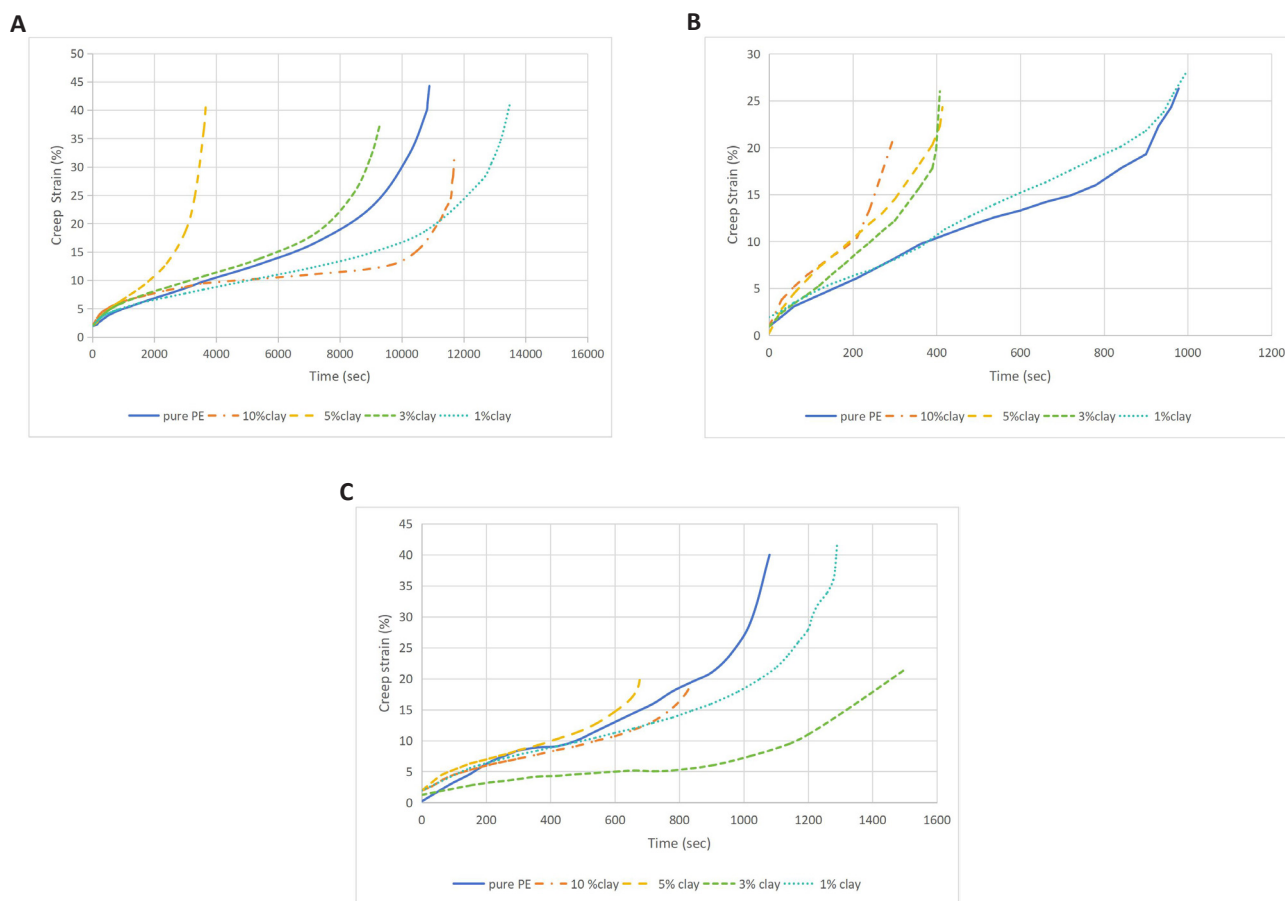 A
50
45
40
35
30
25
20
15
10
5
0
Creep Strain (%)
0 2000 4000 6000 8000 10000 12000 14000 16000
Time (sec)
pure PE 10%clay 5%clay 3%clay 1%clay
B
30
25
20
15
10
5
0
Creep Strain (%)
0 200 400 600 800 1000 1200
Time (sec)
pure PE 10%clay 5%clay 3%clay 1%clay
C
45
40
35
30
25
20
15
10
5
0
Creep strain (%)
0 200 400 600 800 1000 1200 1400 1600
Time (sec)
pure PE 10 %clay 5% clay 3% clay 1% clay